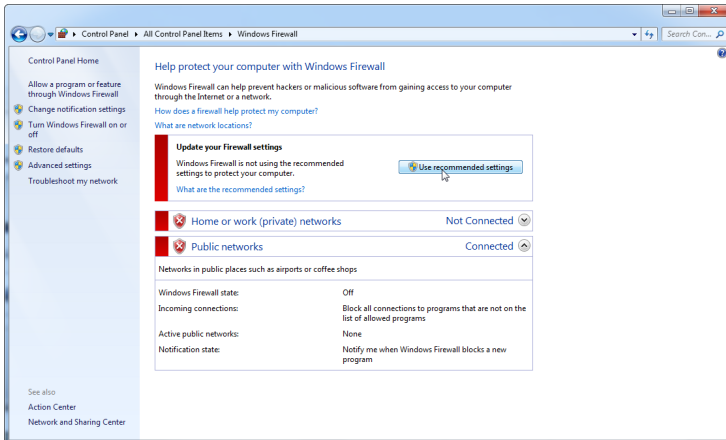 Control Panel ▸ All Control Panel Items ▸ Windows Firewall
Search Con...
Control Panel Home
Allow a program or feature
through Windows Firewall
Change notification settings
Turn Windows Firewall on or
off
Restore defaults
Advanced settings
Troubleshoot my network
See also
Action Center
Network and Sharing Center
Help protect your computer with Windows Firewall
Windows Firewall can help prevent hackers or malicious software from gaining access to your computer
through the Internet or a network.
How does a firewall help protect my computer?
What are network locations?
Update your Firewall settings
Windows Firewall is not using the recommended
settings to protect your computer.
What are the recommended settings?
Use recommended settings
Home or work (private) networks Not Connected
Public networks Connected
Networks in public places such as airports or coffee shops
Windows Firewall state: Off
Incoming connections: Block all connections to programs that are not on the
list of allowed programs
Active public networks: None
Notification state: Notify me when Windows Firewall blocks a new
program